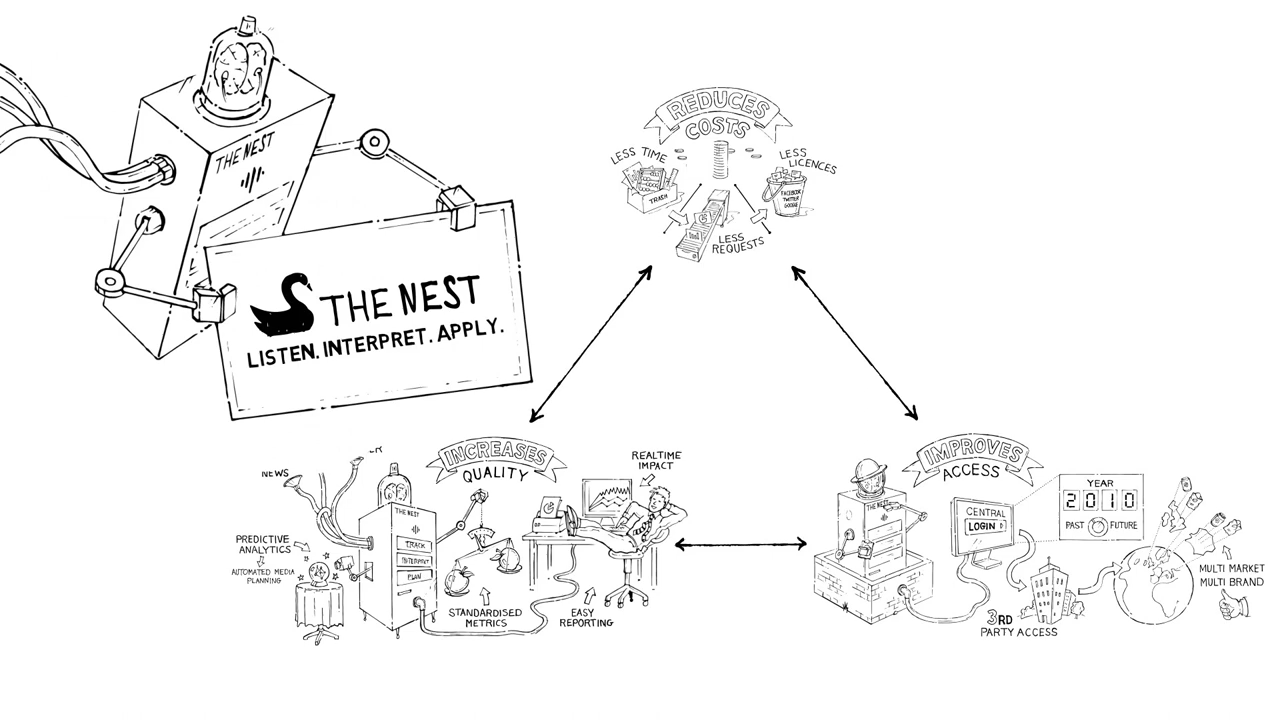 THE NEST
THE NEST
LISTEN. INTERPRET. APPLY.
REDUCES
COSTS
LESS TIME
TRASH
LESS
LICENCES
FACEBOOK
TWITTER
GOOGLE
LESS
REQUESTS
INCREASES
QUALITY
NEWS
REALTIME
IMPACT
THE NEST
TRACK
INTERPRET
PLAN
PREDICTIVE
ANALYTICS
AUTOMATED MEDIA
PLANNING
STANDARDISED
METRICS
EASY
REPORTING
IMPROVES
ACCESS
THE NEST
CENTRAL
LOGIN
YEAR
2010
PAST
FUTURE
3RD
PARTY ACCESS
MULTI MARKET
MULTI BRAND